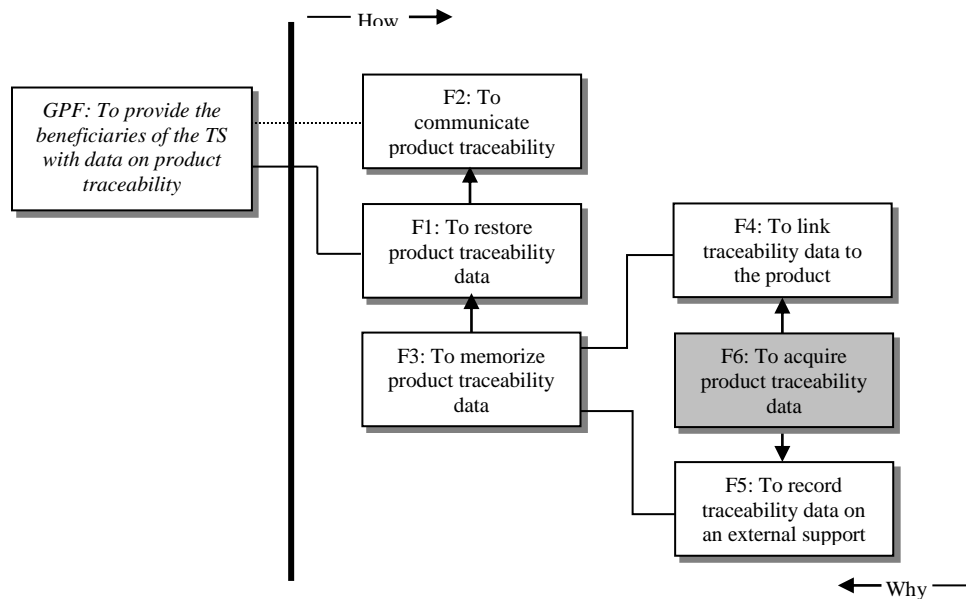 How
GPF: To provide the
beneficiaries of the TS
with data on product
traceability
F2: To
communicate
product traceability
F1: To restore
product traceability
data
F3: To memorize
product traceability
data
F4: To link
traceability data to
the product
F6: To acquire
product traceability
data
F5: To record
traceability data on
an external support
Why